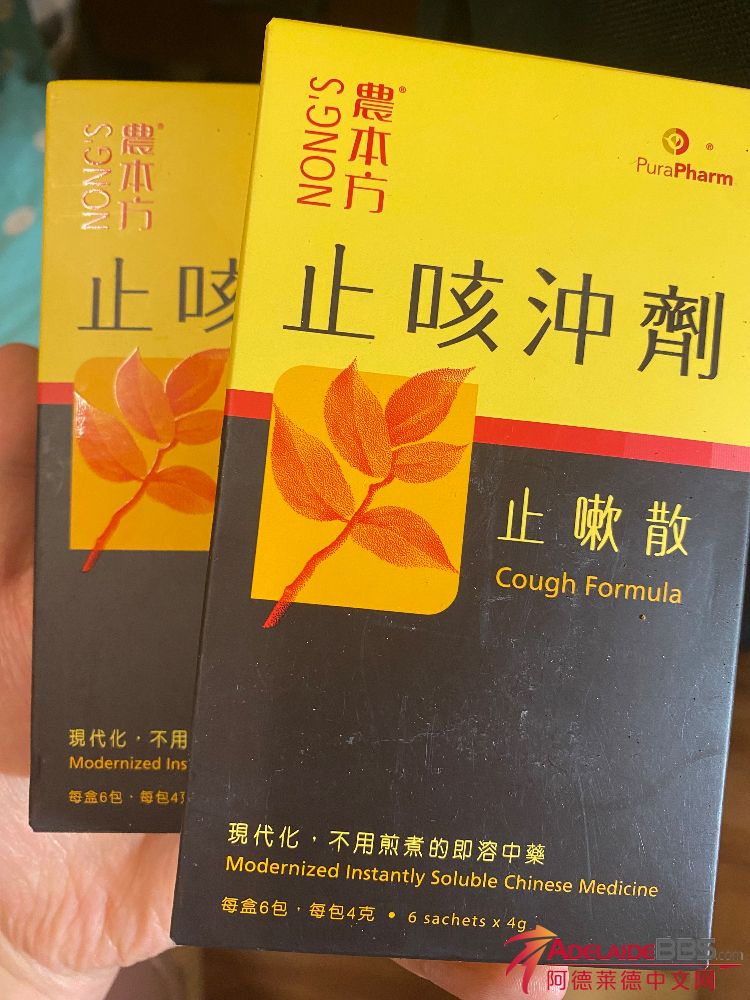 農本方®
NONG'S
PuraPharm®
止咳沖劑
止嗽散
Cough Formula
現代化，不用煎煮的即溶中藥
Modernized Instantly Soluble Chinese Medicine
每盒6包，每包4克 • 6 sachets x 4g
農本方®
NONG'S
止咳
現代化，不用
Modernized Ins
每盒6包，每包4
ADELAIDEBBS.com
阿德莱德中文网